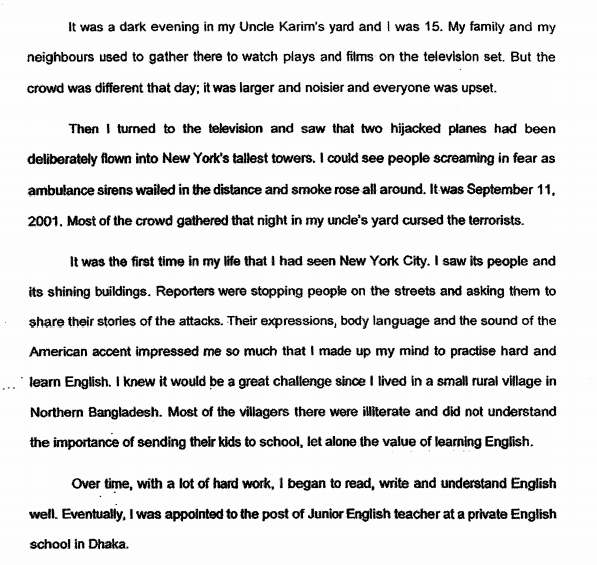 It was a dark evening in my Uncle Karim's yard and I was 15. My family and my
neighbours used to gather there to watch plays and films on the television set. But the
crowd was different that day; it was larger and noisier and everyone was upset.
Then I turned to the television and saw that two hijacked planes had been
deliberately flown into New York's tallest towers. I could see people screaming in fear as
ambulance sirens wailed in the distance and smoke rose all around. It was September 11,
2001. Most of the crowd gathered that night in my uncle's yard cursed the terrorists.
It was the first time in my life that I had seen New York City. I saw its people and
its shining buildings. Reporters were stopping people on the streets and asking them to
share their stories of the attacks. Their expressions, body language and the sound of the
American accent impressed me so much that I made up my mind to practise hard and
learn English. I knew it would be a great challenge since I lived in a small rural village in
Northern Bangladesh. Most of the villagers there were illiterate and did not understand
the importance of sending their kids to school, let alone the value of learning English.
Over time, with a lot of hard work, I began to read, write and understand English
well. Eventually, I was appointed to the post of Junior English teacher at a private English
school in Dhaka.